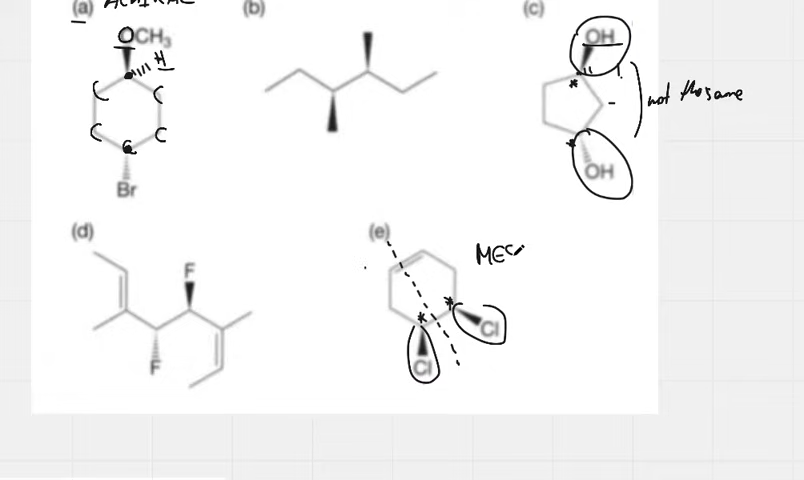 (a) ACHIRAL
(b)
(c)
OCH₃
H
OH
C C
C C
C
* not the same
Br
*
OH
(d)
(e)
MESO
F
*
* Cl
F
Cl